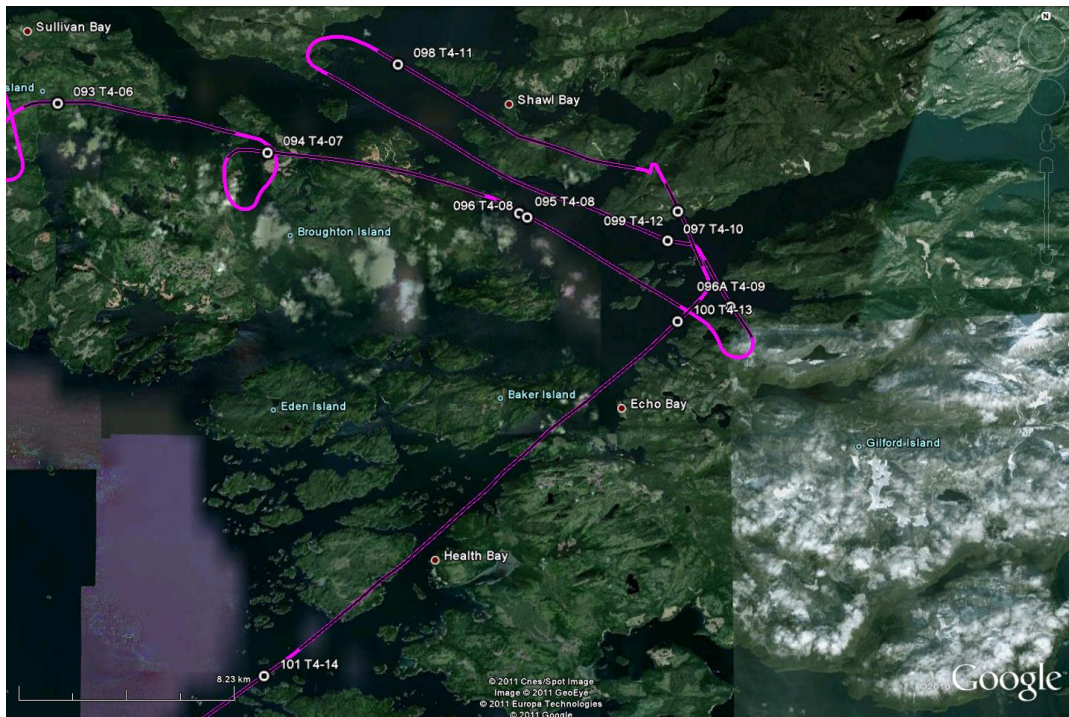 Sullivan Bay
098 T4-11
sland
093 T4-06
Shawl Bay
094 T4-07
096 T4-08
095 T4-08
099 T4-12
097 T4-10
Broughton Island
096A T4-09
100 T4-13
Eden Island
Baker Island
Echo Bay
Gilford Island
Health Bay
101 T4-14
8.23 km
© 2011 Cnes/Spot Image
Image © 2011 GeoEye
© 2011 Europa Technologies
© 2011 Google
Google
N